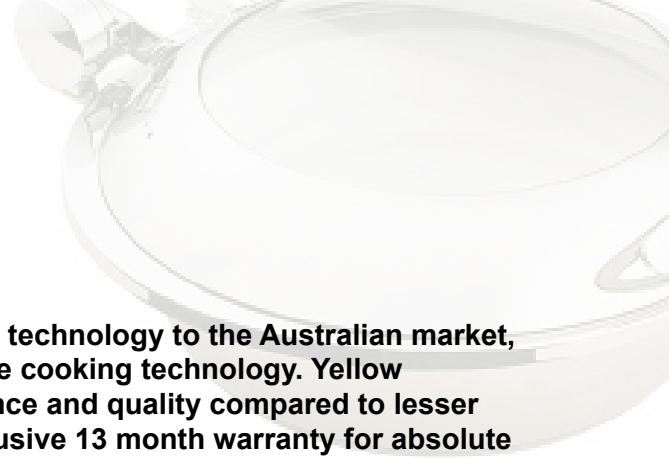 technology to the Australian market,
e cooking technology. Yellow
nce and quality compared to lesser
usive 13 month warranty for absolute